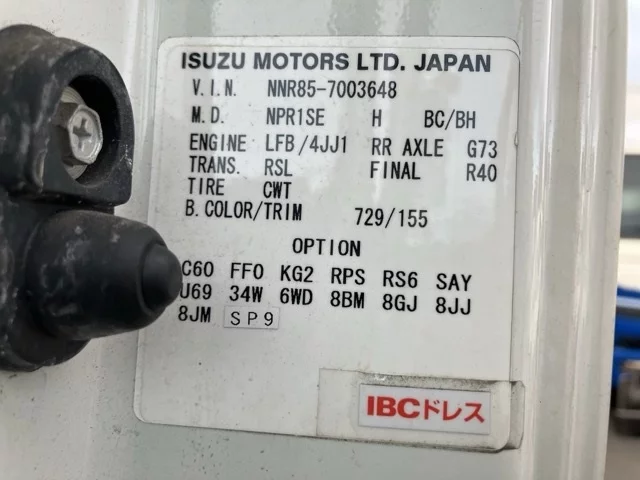 ISUZU MOTORS LTD. JAPAN
V.I.N. NNR85-7003648
M.D. NPR1SE H BC/BH
ENGINE LFB/4JJ1 RR AXLE G73
TRANS. RSL FINAL R40
TIRE CWT
B.COLOR/TRIM 729/155
OPTION
C60 FF0 KG2 RPS RS6 SAY
U69 34W 6WD 8BM 8GJ 8JJ
8JM SP9
IBCドレス